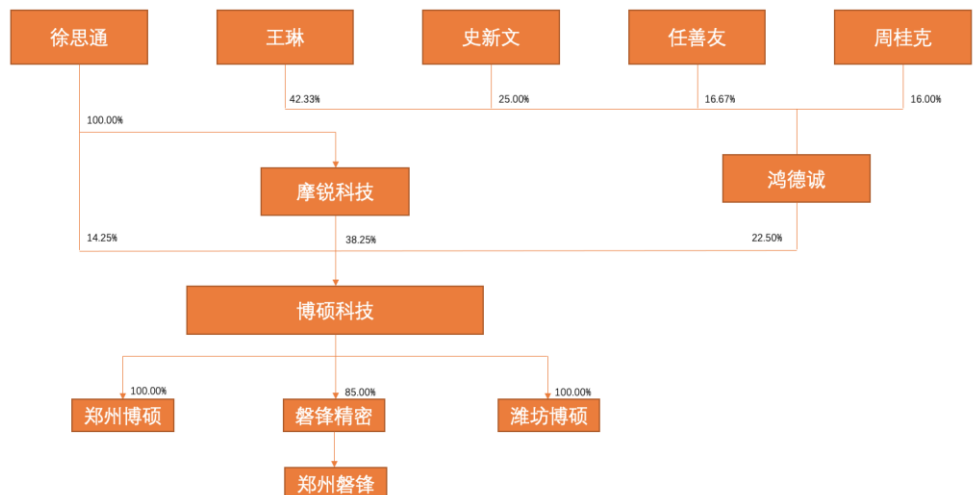 徐思通
王琳
史新文
任善友
周桂克
42.33%
25.00%
16.67%
16.00%
100.00%
摩锐科技
鸿德诚
14.25%
38.25%
22.50%
博硕科技
100.00%
85.00%
100.00%
郑州博硕
磐锋精密
潍坊博硕
郑州磐锋